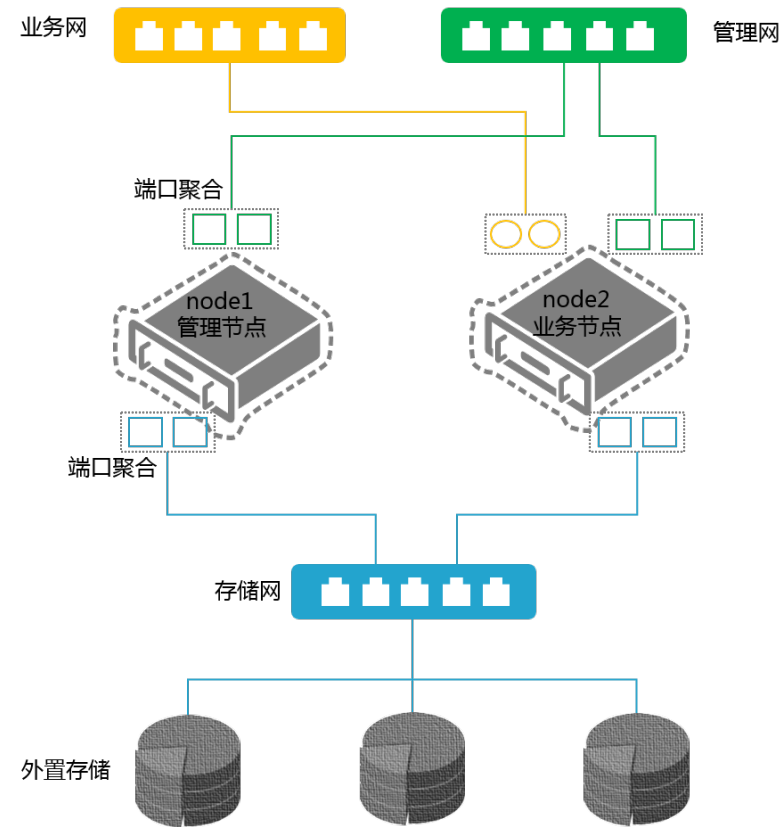 业务网
管理网
端口聚合
node1
管理节点
node2
业务节点
端口聚合
存储网
外置存储